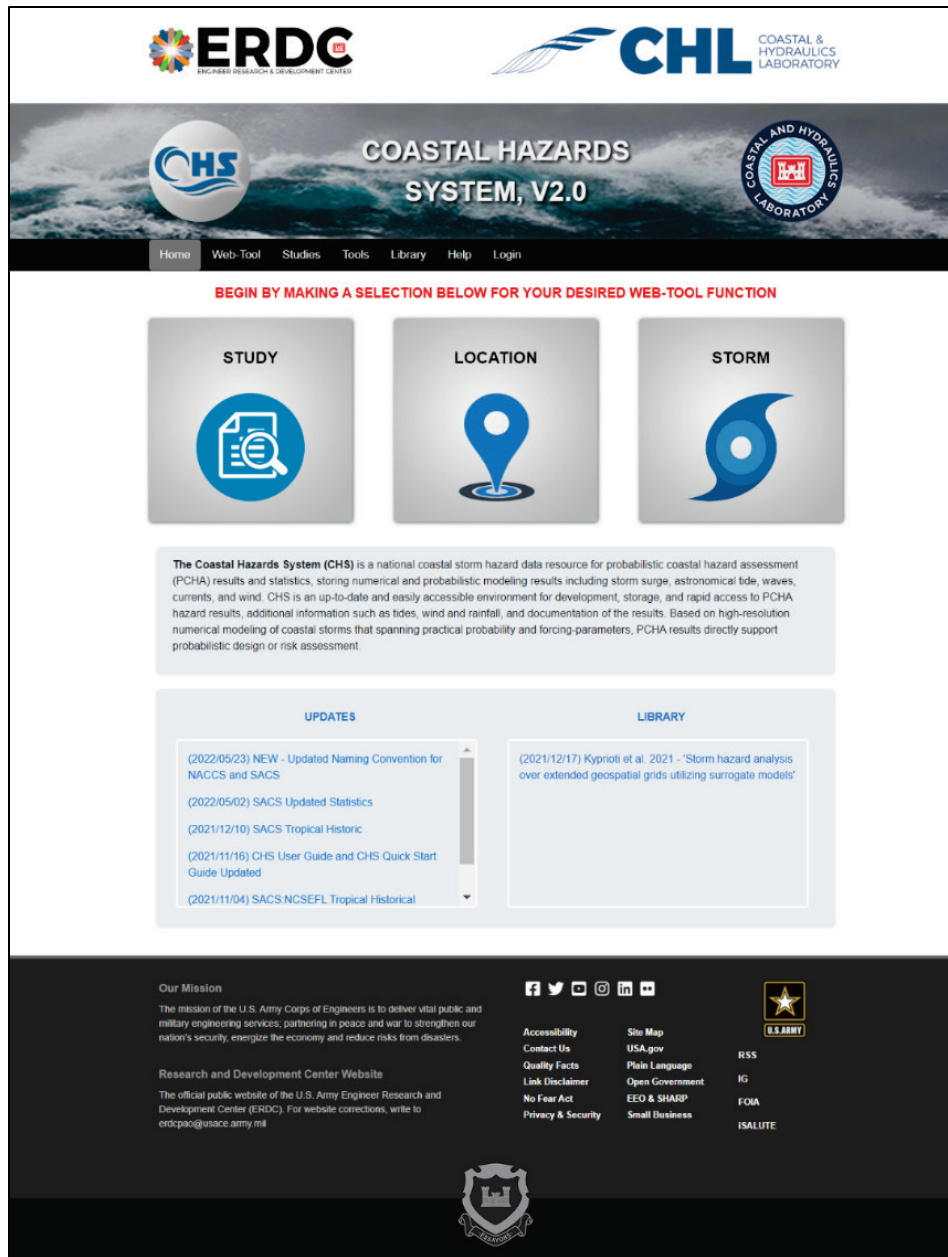 ERDC
ENGINEER RESEARCH & DEVELOPMENT CENTER
CHL
COASTAL &
HYDRAULICS
LABORATORY
CHS
COASTAL HAZARDS
SYSTEM, V2.0
COASTAL AND HYDRAULICS
LABORATORY
Home Web-Tool Studies Tools Library Help Login
BEGIN BY MAKING A SELECTION BELOW FOR YOUR DESIRED WEB-TOOL FUNCTION
STUDY
LOCATION
STORM
The Coastal Hazards System (CHS) is a national coastal storm hazard data resource for probabilistic coastal hazard assessment
(PCHA) results and statistics, storing numerical and probabilistic modeling results including storm surge, astronomical tide, waves,
currents, and wind. CHS is an up-to-date and easily accessible environment for development, storage, and rapid access to PCHA
hazard results, additional information such as tides, wind and rainfall, and documentation of the results. Based on high-resolution
numerical modeling of coastal storms that spanning practical probability and forcing-parameters, PCHA results directly support
probabilistic design or risk assessment.
UPDATES
(2022/05/23) NEW - Updated Naming Convention for
NACCS and SACS
(2022/05/02) SACS Updated Statistics
(2021/12/10) SACS Tropical Historic
(2021/11/16) CHS User Guide and CHS Quick Start
Guide Updated
(2021/11/04) SACS:NCSEFL Tropical Historical
LIBRARY
(2021/12/17) Kyprioti et al. 2021 - 'Storm hazard analysis
over extended geospatial grids utilizing surrogate models'
Our Mission
The mission of the U.S. Army Corps of Engineers is to deliver vital public and
military engineering services; partnering in peace and war to strengthen our
nation's security, energize the economy and reduce risks from disasters.
Research and Development Center Website
The official public website of the U.S. Army Engineer Research and
Development Center (ERDC). For website corrections, write to
erdcpao@usace.army.mil
Accessibility
Contact Us
Quality Facts
Link Disclaimer
No Fear Act
Privacy & Security
Site Map
USA.gov
Plain Language
Open Government
EEO & SHARP
Small Business
U.S.ARMY
RSS
IG
FOIA
iSALUTE
ESSAYONS